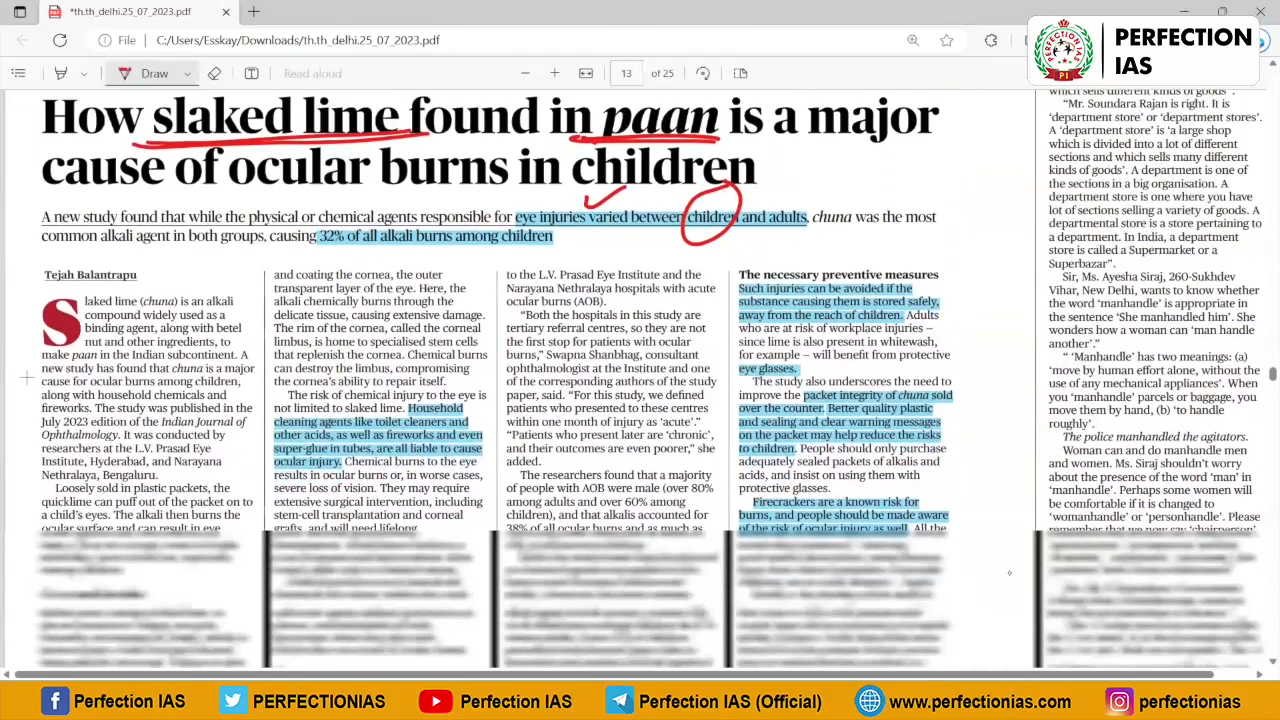 *th.th_delhi.25_07_2023.pdf
File
C:/Users/Esskay/Downloads/th.th_delhi.25_07_2023.pdf
PERFECTION
IAS
PERFECTION IAS
PI
Draw
Read aloud
13
of 25
How slaked lime found in paan is a major
cause of ocular burns in children
A new study found that while the physical or chemical agents responsible for eye injuries varied between children and adults, chuna was the most
common alkali agent in both groups, causing 32% of all alkali burns among children
Tejah Balantrapu
Slaked lime (chuna) is an alkali
compound widely used as a
binding agent, along with betel
nut and other ingredients, to
make paan in the Indian subcontinent. A
new study has found that chuna is a major
cause for ocular burns among children,
along with household chemicals and
fireworks. The study was published in the
July 2023 edition of the Indian Journal of
Ophthalmology. It was conducted by
researchers at the L.V. Prasad Eye
Institute, Hyderabad, and Narayana
Nethralaya, Bengaluru.
Loosely sold in plastic packets, the
quicklime can puff out of the packet on to
a child's eyes. The alkali then burns the
ocular surface and can result in eye
and coating the cornea, the outer
transparent layer of the eye. Here, the
alkali chemically burns through the
delicate tissue, causing extensive damage.
The rim of the cornea, called the corneal
limbus, is home to specialised stem cells
that replenish the cornea. Chemical burns
can destroy the limbus, compromising
the cornea's ability to repair itself.
The risk of chemical injury to the eye is
not limited to slaked lime. Household
cleaning agents like toilet cleaners and
other acids, as well as fireworks and even
super-glue in tubes, are all liable to cause
ocular injury. Chemical burns to the eye
results in ocular burns or, in worse cases,
severe loss of vision. They may require
extensive surgical intervention, including
stem-cell transplantation and corneal
grafts, and will need lifelong
to the L.V. Prasad Eye Institute and the
Narayana Nethralaya hospitals with acute
ocular burns (AOB).
“Both the hospitals in this study are
tertiary referral centres, so they are not
the first stop for patients with ocular
burns,” Swapna Shanbhag, consultant
ophthalmologist at the Institute and one
of the corresponding authors of the study
paper, said. “For this study, we defined
patients who presented to these centres
within one month of injury as ‘acute’.”
“Patients who present later are ‘chronic’,
and their outcomes are even poorer,” she
added.
The researchers found that a majority
of people with AOB were male (over 80%
among adults and over 60% among
children), and that alkalis accounted for
38% of all ocular burns and as much as
The necessary preventive measures
Such injuries can be avoided if the
substance causing them is stored safely,
away from the reach of children. Adults
who are at risk of workplace injuries –
since lime is also present in whitewash,
for example – will benefit from protective
eye glasses.
The study also underscores the need to
improve the packet integrity of chuna sold
over the counter. Better quality plastic
and sealing and clear warning messages
on the packet may help reduce the risks
to children. People should only purchase
adequately sealed packets of alkalis and
acids, and insist on using them with
protective glasses.
Firecrackers are a known risk for
burns, and people should be made aware
of the risk of ocular injury as well. All the
which sells different kinds of goods”.
“Mr. Soundara Rajan is right. It is
‘department store’ or ‘department stores’.
A ‘department store’ is ‘a large shop
which is divided into a lot of different
sections and which sells many different
kinds of goods’. A department is one of
the sections in a big organisation. A
department store is one where you have
lot of sections selling a variety of goods. A
departmental store is a store pertaining to
a department. In India, a department
store is called a Supermarket or a
Superbazar”.
Sir, Ms. Ayesha Siraj, 260-Sukhdev
Vihar, New Delhi, wants to know whether
the word ‘manhandle’ is appropriate in
the sentence ‘She manhandled him’. She
wonders how a woman can ‘man handle
another’.”
“ ‘Manhandle’ has two meanings: (a)
‘move by human effort alone, without the
use of any mechanical appliances’. When
you ‘manhandle’ parcels or baggage, you
move them by hand, (b) ‘to handle
roughly’.
The police manhandled the agitators.
Woman can and do manhandle men
and women. Ms. Siraj shouldn't worry
about the presence of the word ‘man’ in
‘manhandle’. Perhaps some women will
be comfortable if it is changed to
‘womanhandle’ or ‘personhandle’. Please
remember that we now say ‘chairperson’
Perfection IAS
PERFECTIONIAS
Perfection IAS
Perfection IAS (Official)
www.perfectionias.com
perfectionias